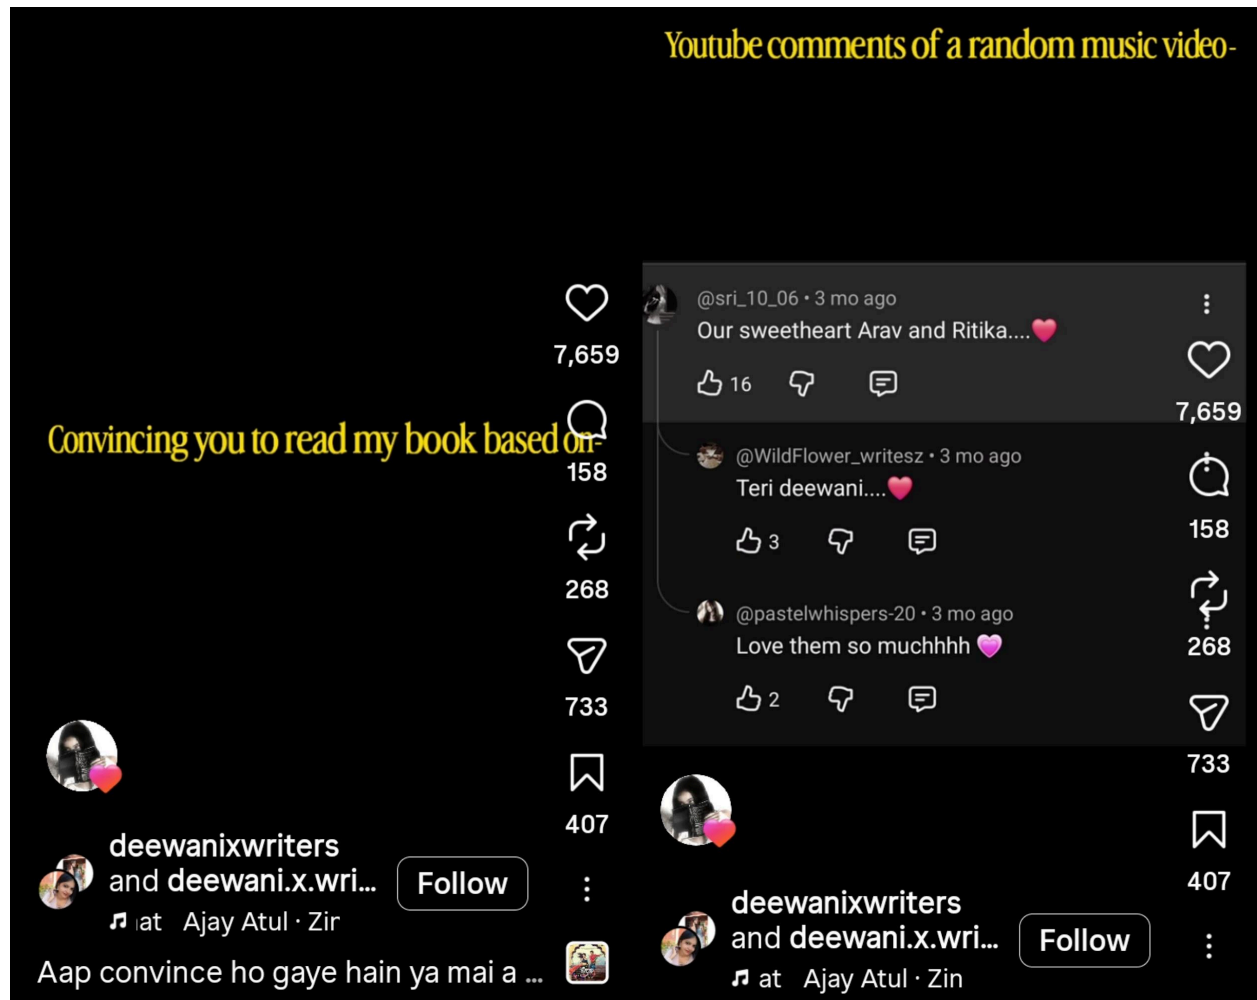 Convincing you to read my book based on-
7,659
158
268
733
407
deewanixwriters
and deewani.x.wri...
Follow
at Ajay Atul · Zir
Aap convince ho gaye hain ya mai a ...
Youtube comments of a random music video-
@sri_10_06 • 3 mo ago
Our sweetheart Arav and Ritika....❤️
16
@WildFlower_writesz • 3 mo ago
Teri deewani....❤️
3
@pastelwhispers-20 • 3 mo ago
Love them so muchhhh 💗
2
7,659
158
268
733
407
deewanixwriters
and deewani.x.wri...
Follow
at Ajay Atul · Zin